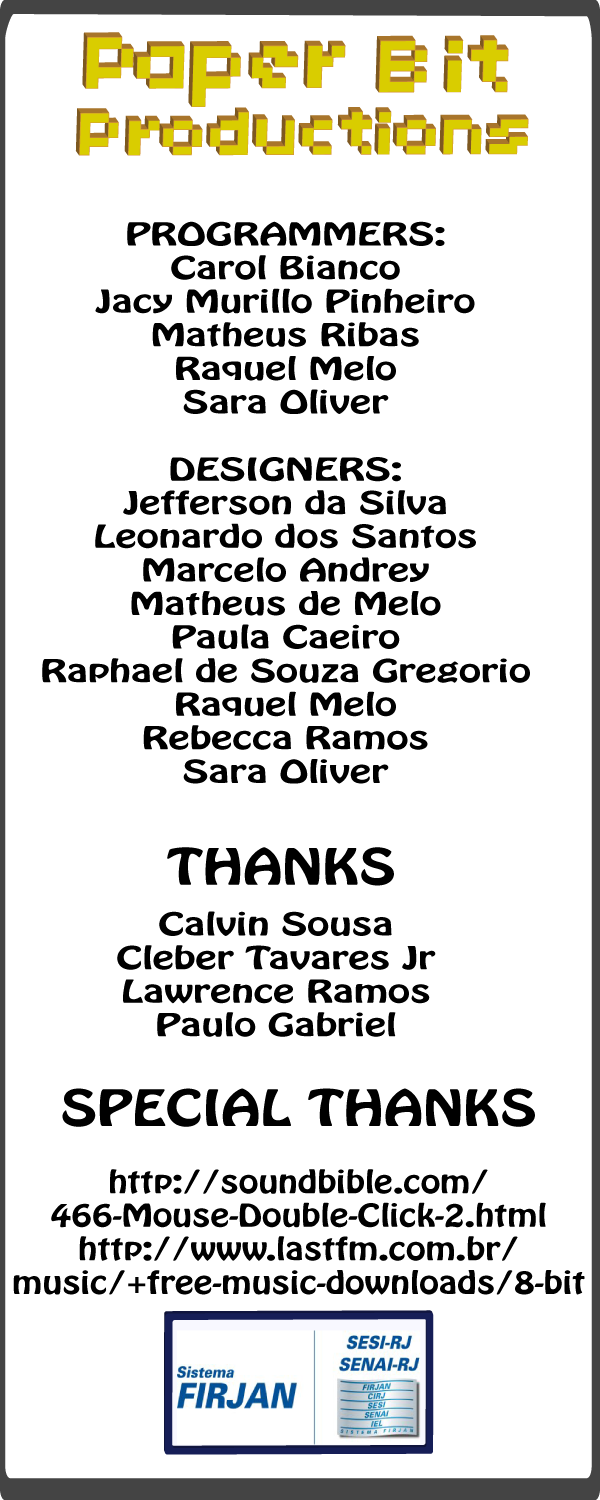 Paper Bit
Productions
PROGRAMMERS:
Carol Bianco
Jacy Murillo Pinheiro
Matheus Ribas
Raquel Melo
Sara Oliver
DESIGNERS:
Jefferson da Silva
Leonardo dos Santos
Marcelo Andrey
Matheus de Melo
Paula Caeiro
Raphael de Souza Gregorio
Raquel Melo
Rebecca Ramos
Sara Oliver
THANKS
Calvin Sousa
Cleber Tavares Jr
Lawrence Ramos
Paulo Gabriel
SPECIAL THANKS
http://soundbible.com/
466-Mouse-Double-Click-2.html
http://www.lastfm.com.br/
music/+free-music-downloads/8-bit
Sistema
FIRJAN
SESI-RJ
SENAI-RJ
FIRJAN
CIRJ
SESI
SENAI
IEL
SISTEMA FIRJAN